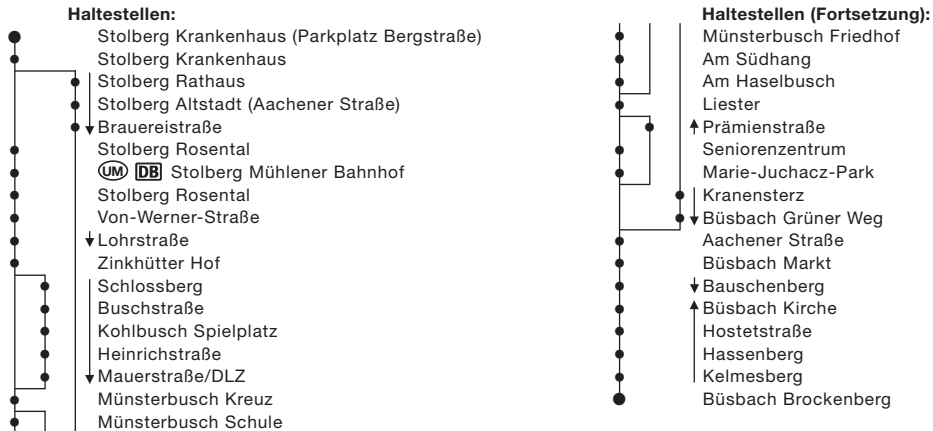 Haltestellen:
Stolberg Krankenhaus (Parkplatz Bergstraße)
Stolberg Krankenhaus
Stolberg Rathaus
Stolberg Altstadt (Aachener Straße)
Brauereistraße
Stolberg Rosental
UM DB Stolberg Mühlener Bahnhof
Stolberg Rosental
Von-Werner-Straße
Lohrstraße
Zinkhütter Hof
Schlossberg
Buschstraße
Kohlbusch Spielplatz
Heinrichstraße
Mauerstraße/DLZ
Münsterbusch Kreuz
Münsterbusch Schule
Haltestellen (Fortsetzung):
Münsterbusch Friedhof
Am Südhang
Am Haselbusch
Liester
Prämienstraße
Seniorenzentrum
Marie-Juchacz-Park
Kranensterz
Büsbach Grüner Weg
Aachener Straße
Büsbach Markt
Bauschenberg
Büsbach Kirche
Hostetstraße
Hassenberg
Kelmesberg
Büsbach Brockenberg